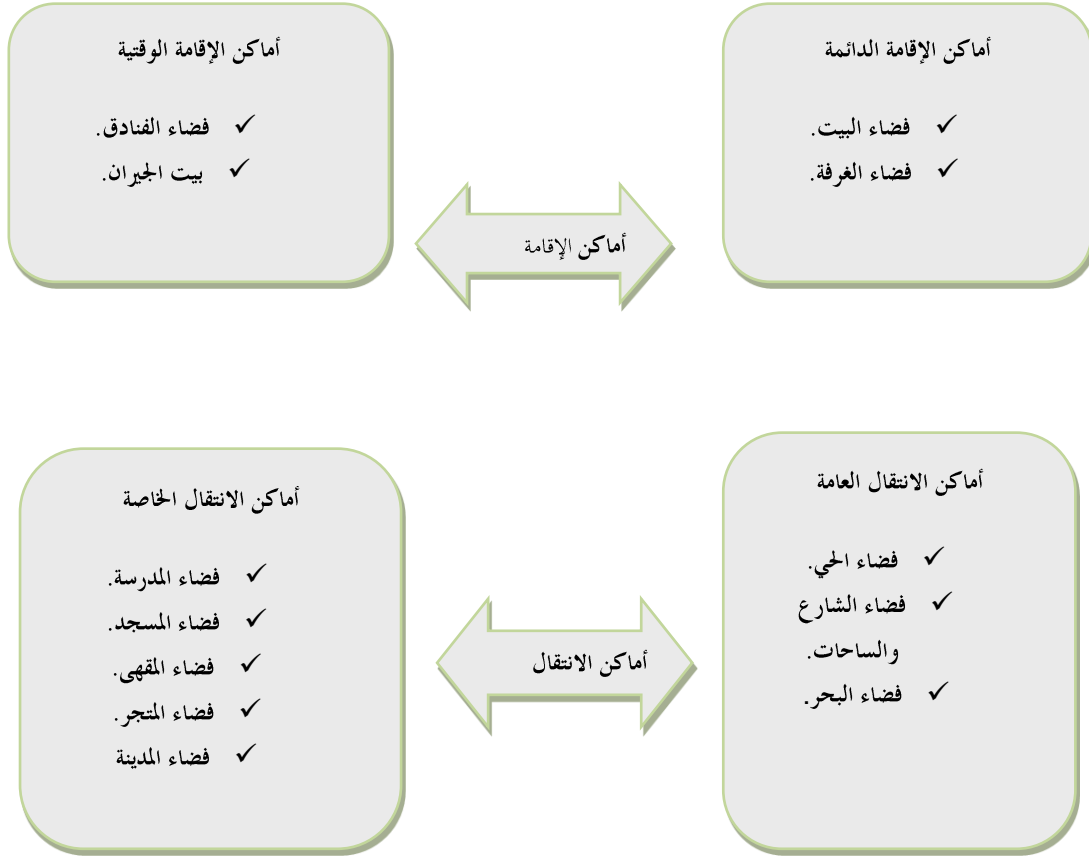 أماكن الإقامة الدائمة
✓ فضاء البيت.
✓ فضاء الغرفة.
أماكن الإقامة
أماكن الإقامة الوقتية
✓ فضاء الفنادق.
✓ بيت الجيران.
أماكن الانتقال العامة
✓ فضاء الحي.
✓ فضاء الشارع
والساحات.
✓ فضاء البحر.
أماكن الانتقال
أماكن الانتقال الخاصة
✓ فضاء المدرسة.
✓ فضاء المسجد.
✓ فضاء المقهى.
✓ فضاء المتجر.
✓ فضاء المدينة